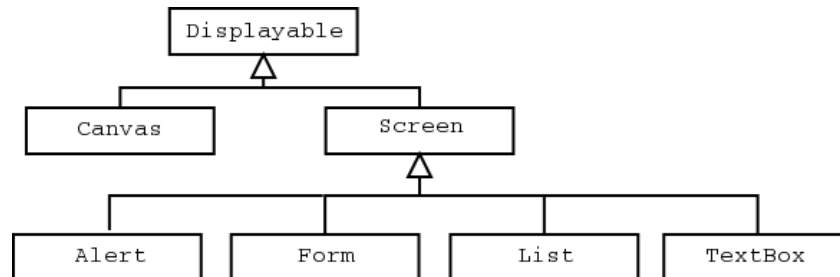 Displayable
Canvas
Screen
Alert
Form
List
TextBox